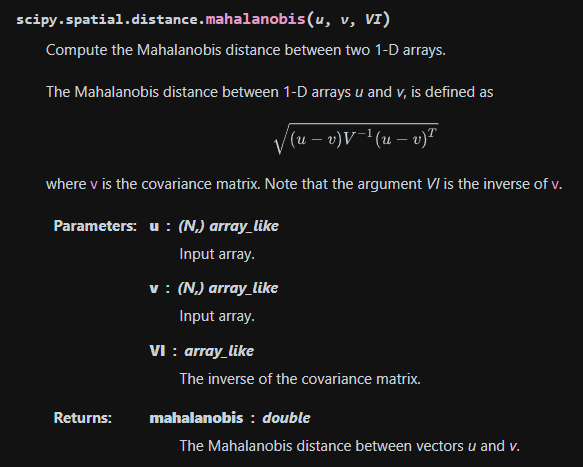 scipy.spatial.distance.mahalanobis(u, v, VI)
Compute the Mahalanobis distance between two 1-D arrays.
The Mahalanobis distance between 1-D arrays u and v, is defined as
√(u − v)V⁻¹(u − v)ᵀ
where v is the covariance matrix. Note that the argument VI is the inverse of v.
Parameters: u : (N,) array_like
Input array.
v : (N,) array_like
Input array.
VI : array_like
The inverse of the covariance matrix.
Returns: mahalanobis : double
The Mahalanobis distance between vectors u and v.